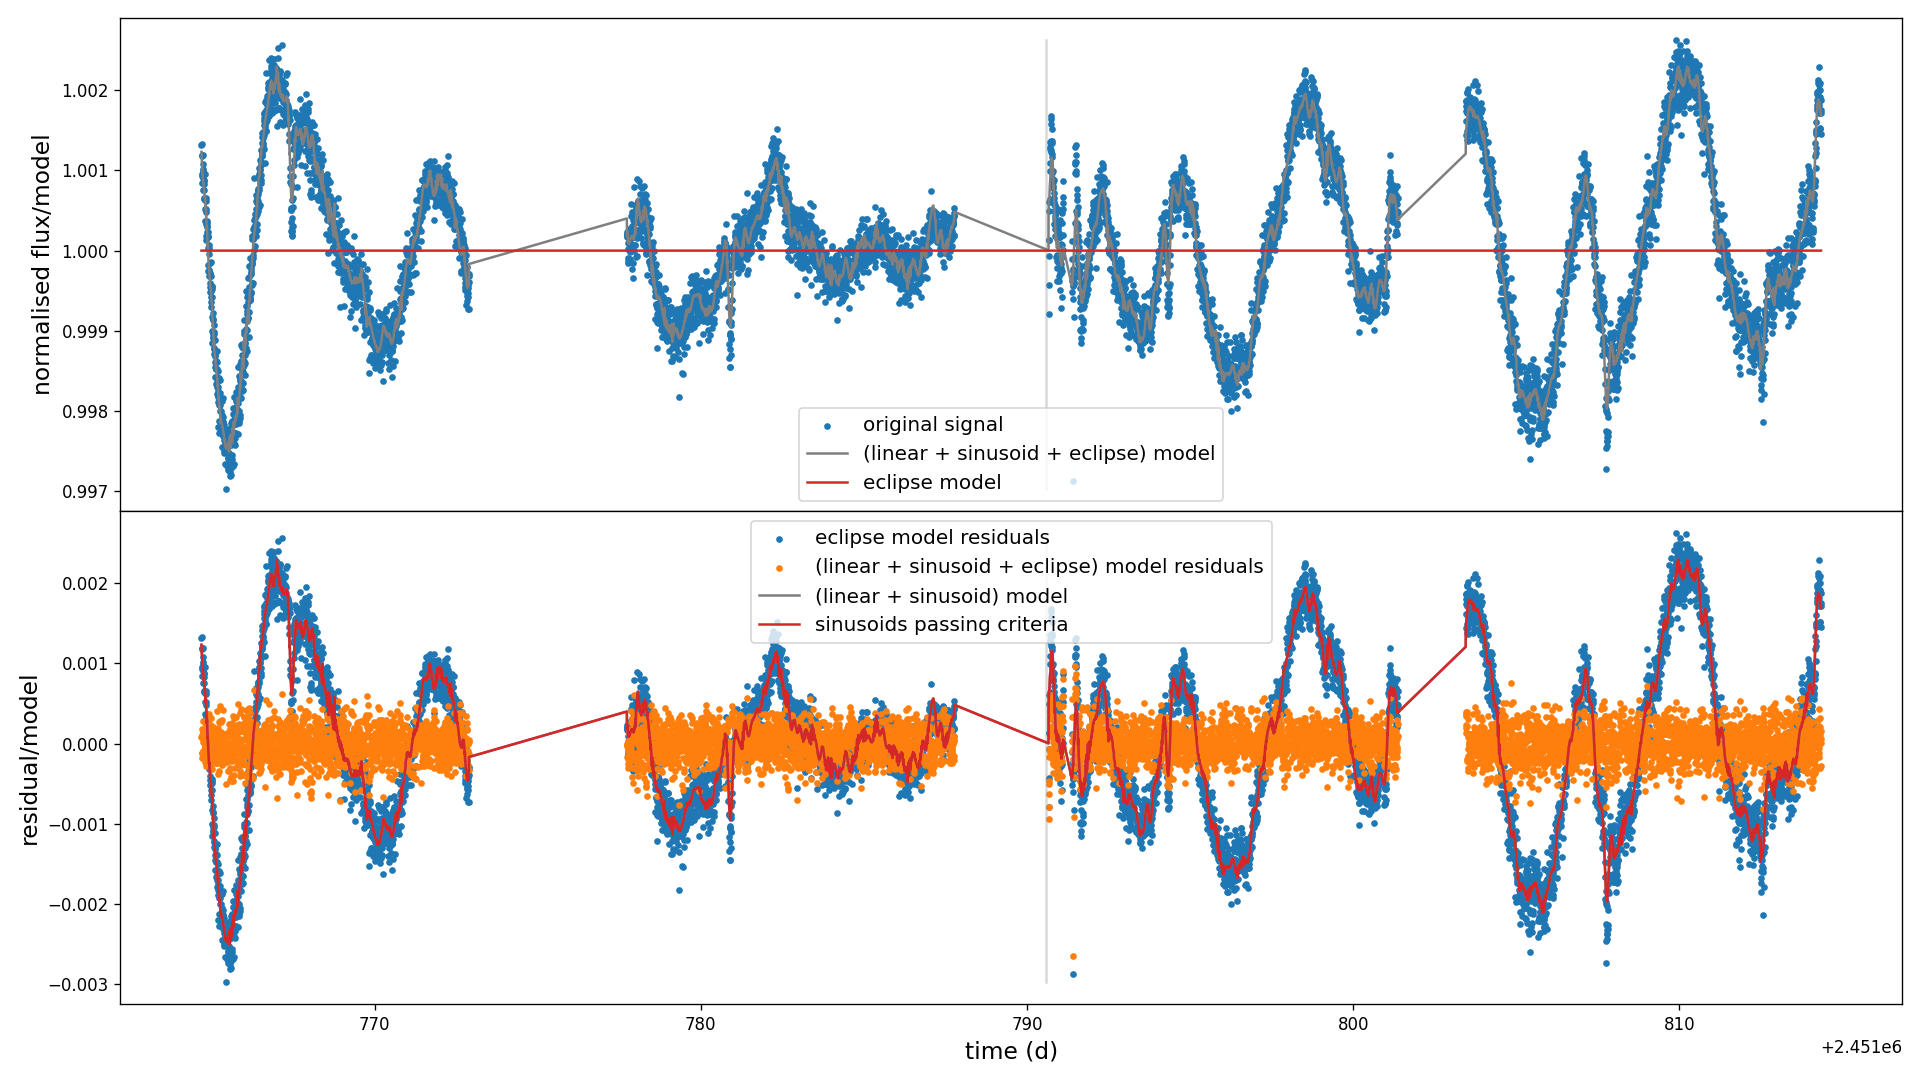 normalised flux/model
1.002
1.001
1.000
0.999
0.998
0.997
original signal
(linear + sinusoid + eclipse) model
eclipse model
residual/model
0.002
0.001
0.000
−0.001
−0.002
−0.003
eclipse model residuals
(linear + sinusoid + eclipse) model residuals
(linear + sinusoid) model
sinusoids passing criteria
770
780
790
800
810
time (d)
+2.451e6